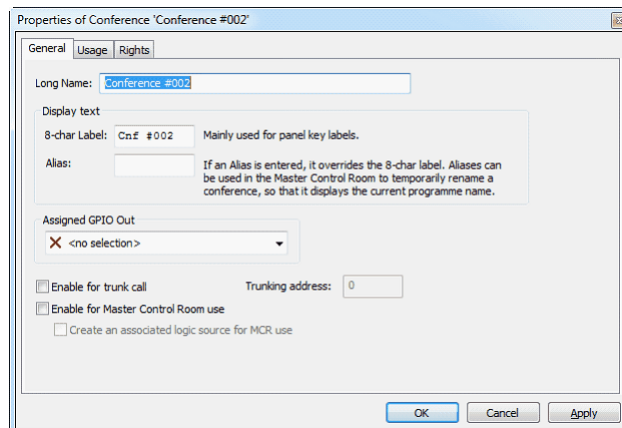 Properties of Conference 'Conference #002'
General Usage Rights
Long Name: Conference #002
Display text
8-char Label: Cnf #002 Mainly used for panel key labels.
Alias: If an Alias is entered, it overrides the 8-char label. Aliases can
be used in the Master Control Room to temporarily rename a
conference, so that it displays the current programme name.
Assigned GPIO Out
<no selection>
Enable for trunk call Trunking address: 0
Enable for Master Control Room use
Create an associated logic source for MCR use
OK Cancel Apply